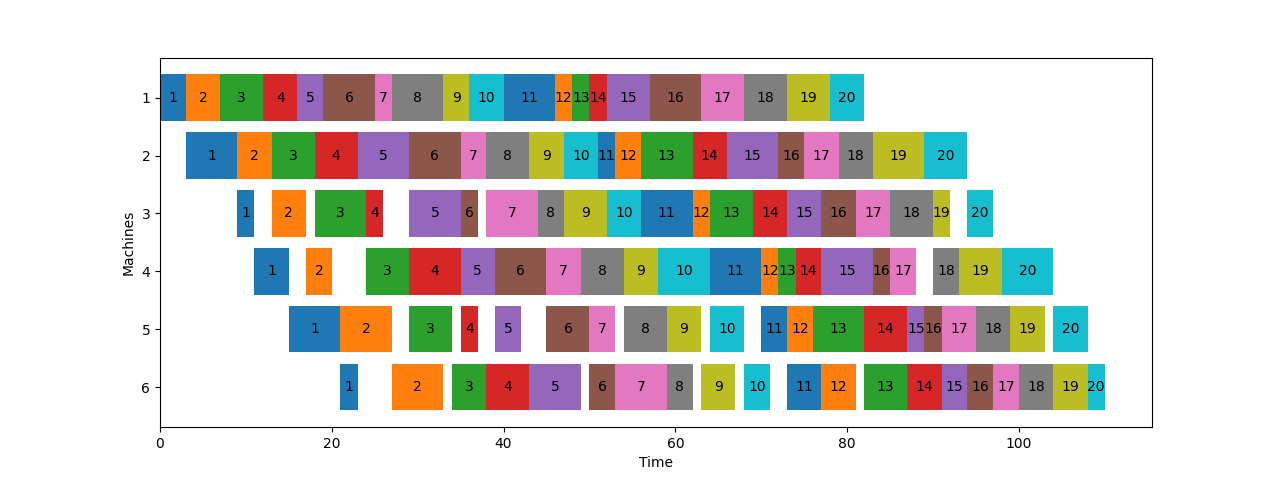 1 1 2 3 4 5 6 7 8 9 10 11 12 13 14 15 16 17 18 19 20
2 1 2 3 4 5 6 7 8 9 10 11 12 13 14 15 16 17 18 19 20
3 1 2 3 4 5 6 7 8 9 10 11 12 13 14 15 16 17 18 19 20
4 1 2 3 4 5 6 7 8 9 10 11 12 13 14 15 16 17 18 19 20
5 1 2 3 4 5 6 7 8 9 10 11 12 13 14 15 16 17 18 19 20
6 1 2 3 4 5 6 7 8 9 10 11 12 13 14 15 16 17 18 19 20
Machines
0 20 40 60 80 100
Time